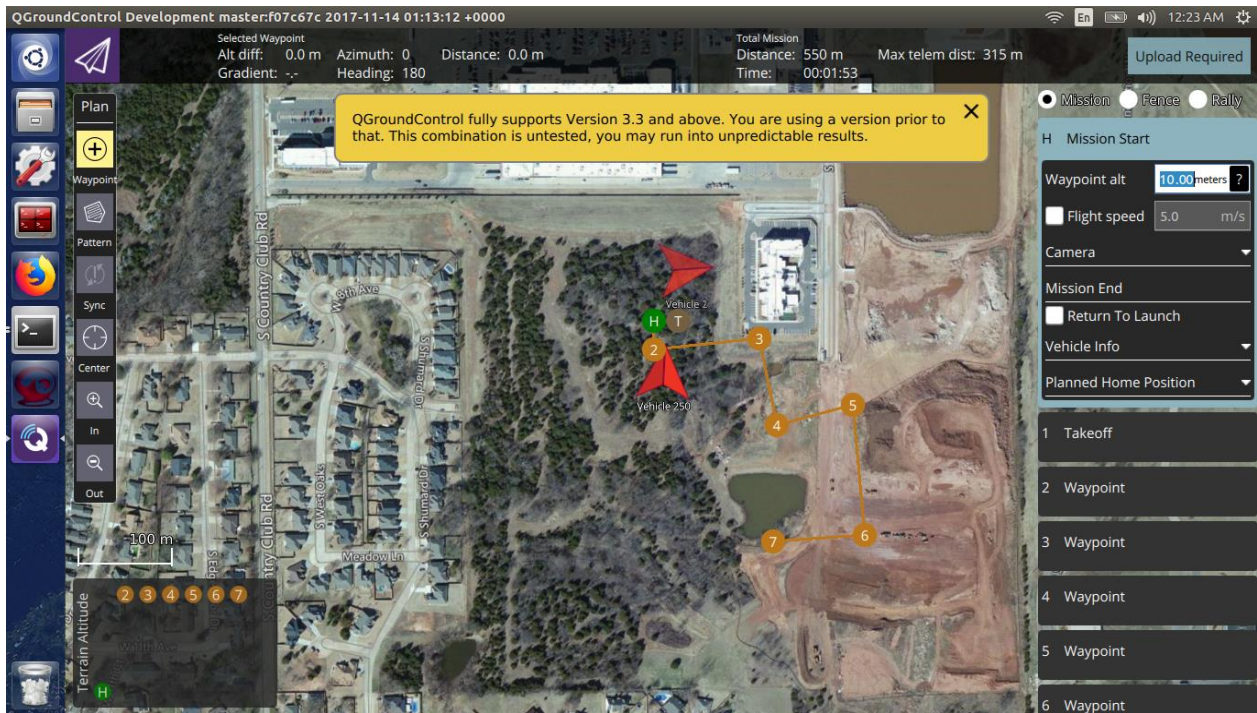 QGroundControl Development master:f07c67c 2017-11-14 01:13:12 +0000
En
12:23 AM
Selected Waypoint
Alt diff: 0.0 m Azimuth: 0 Distance: 0.0 m
Gradient: -.- Heading: 180
Total Mission
Distance: 550 m Max telem dist: 315 m
Time: 00:01:53
Upload Required
Plan
Waypoint
Pattern
Sync
Center
In
Out
QGroundControl fully supports Version 3.3 and above. You are using a version prior to
that. This combination is untested, you may run into unpredictable results.
Mission Fence Rally
H Mission Start
Waypoint alt 10.00 meters ?
Flight speed 5.0 m/s
Camera
Mission End
Return To Launch
Vehicle Info
Planned Home Position
1 Takeoff
2 Waypoint
3 Waypoint
4 Waypoint
5 Waypoint
6 Waypoint
S Country Club Rd
W 8th Ave
S Shumard Dr
Vehicle 2
H T
2
3
Vehicle 250
4
5
6
7
S West Oaks
S Shumard Dr
Meadow Ln
100 m
Terrain Altitude
2 3 4 5 6 7
H